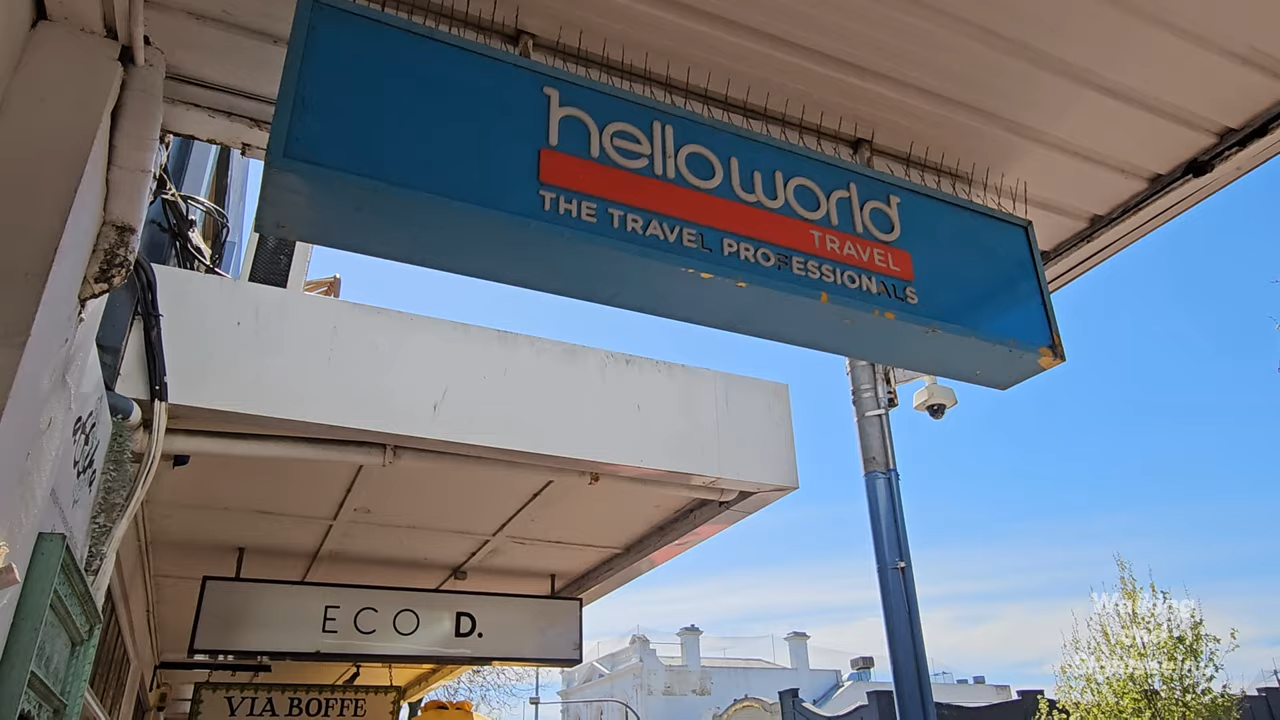 helloworld
TRAVEL
THE TRAVEL PROFESSIONALS
ECO D.
VIA BOFFE